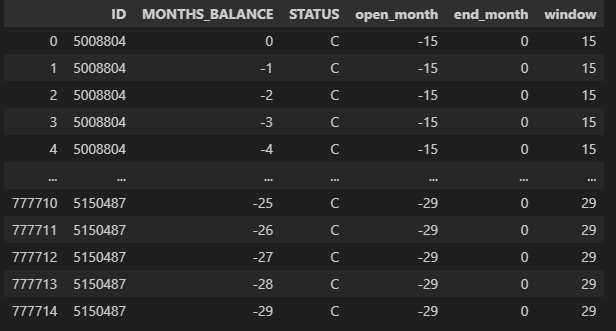 ID MONTHS_BALANCE STATUS open_month end_month window
0 5008804 0 C -15 0 15
1 5008804 -1 C -15 0 15
2 5008804 -2 C -15 0 15
3 5008804 -3 C -15 0 15
4 5008804 -4 C -15 0 15
... ... ... ... ... ... ...
777710 5150487 -25 C -29 0 29
777711 5150487 -26 C -29 0 29
777712 5150487 -27 C -29 0 29
777713 5150487 -28 C -29 0 29
777714 5150487 -29 C -29 0 29